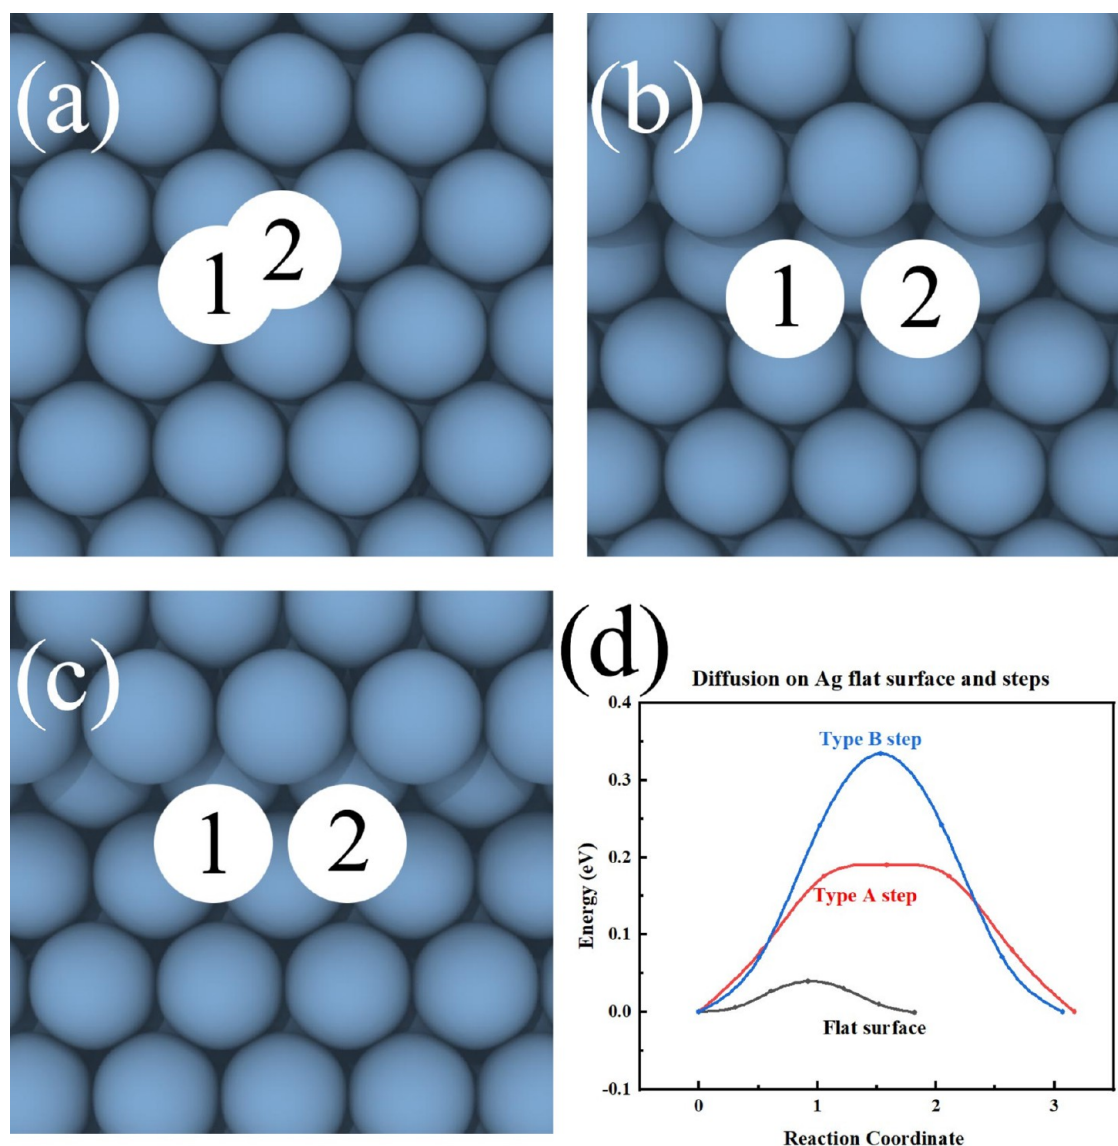 (a)
1
2
(b)
1
2
(c)
1
2
(d)
Diffusion on Ag flat surface and steps
0.4
0.3
0.2
0.1
0.0
-0.1
Energy (eV)
Type B step
Type A step
Flat surface
0
1
2
3
Reaction Coordinate